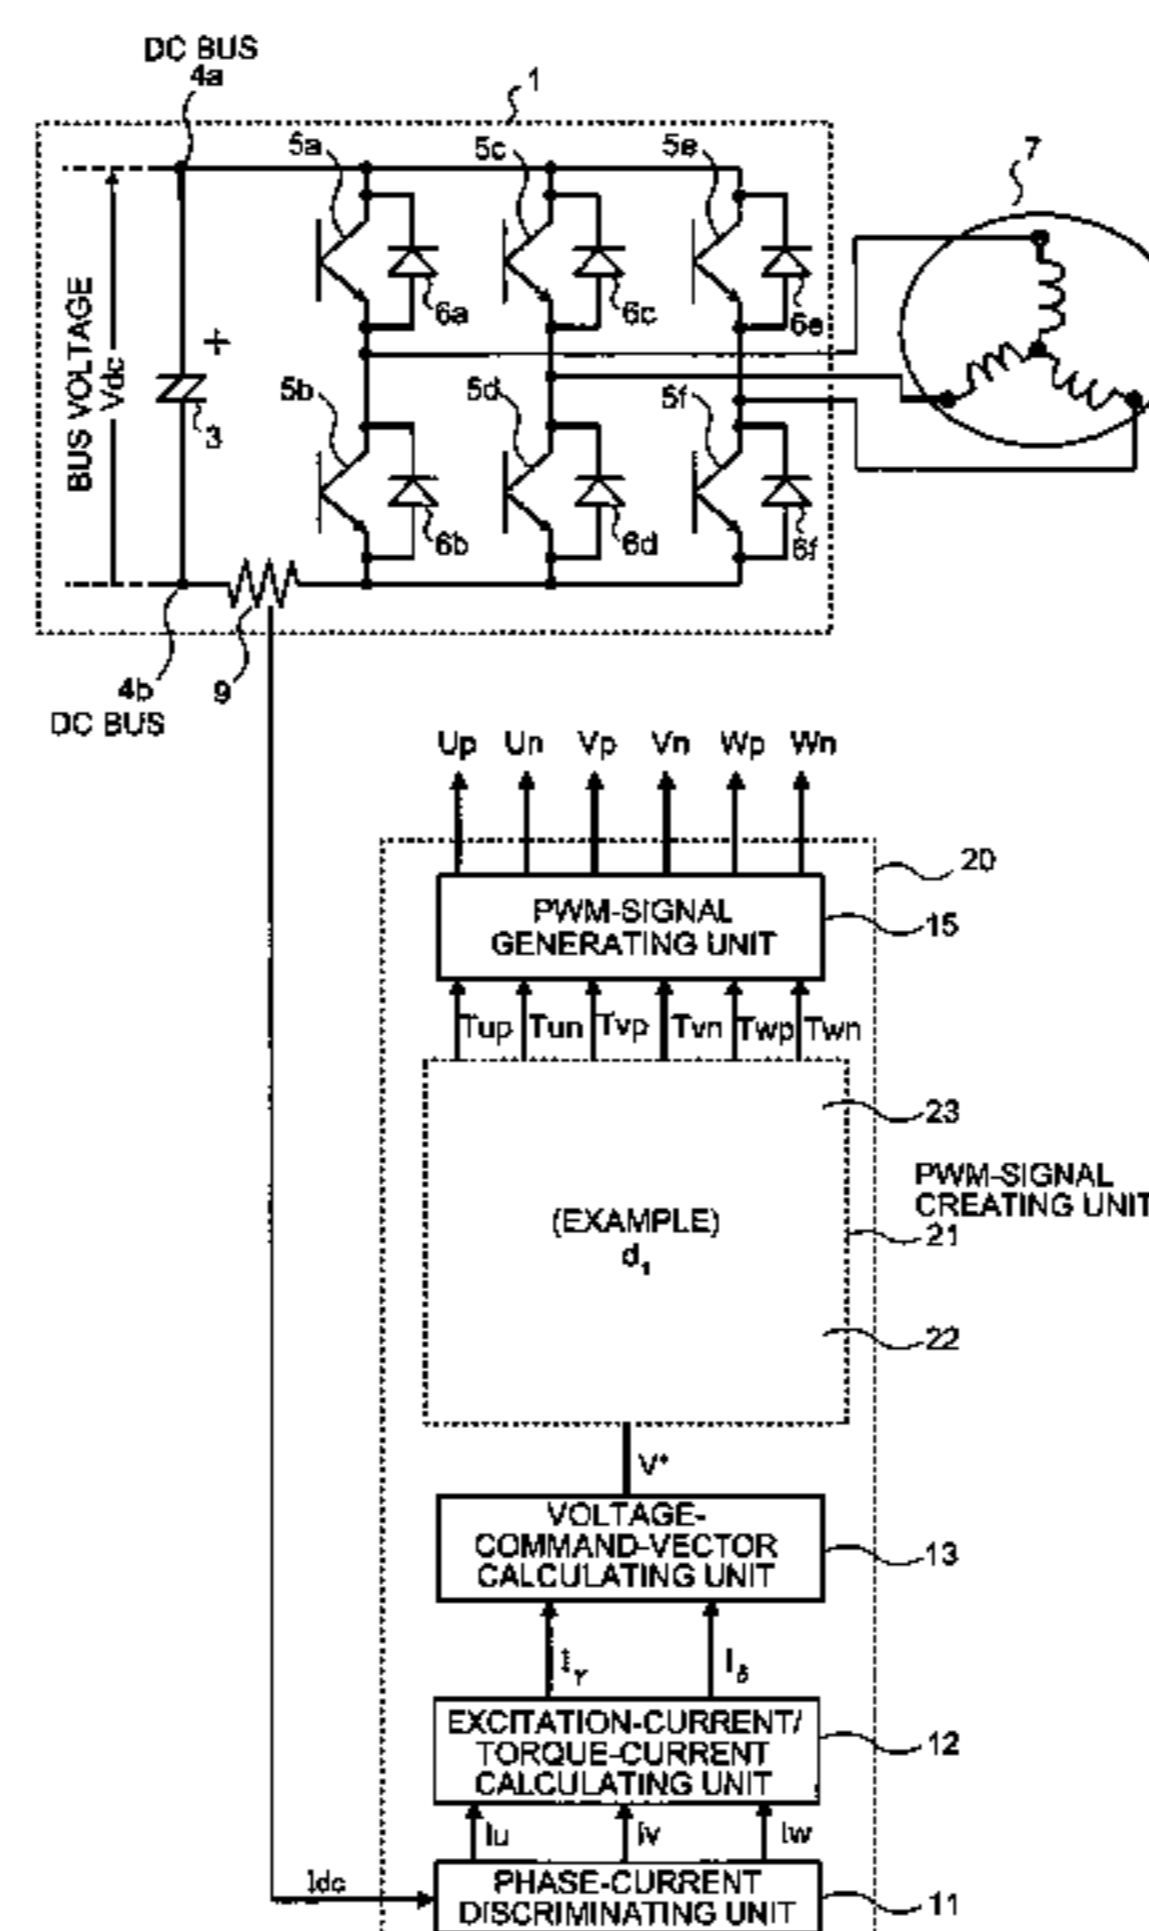 DC BUS
4a
1
5a
5c
5e
7
BUS VOLTAGE
Vdc
+
3
6a
6c
6e
5b
5d
5f
6b
6d
6f
4b
DC BUS
9
Up Un Vp Vn Wp Wn
20
PWM-SIGNAL
GENERATING UNIT
15
Tup Tun Tvp Tvn Twp Twn
23
PWM-SIGNAL
CREATING UNIT
21
(EXAMPLE)
d₁
22
V*
VOLTAGE-
COMMAND-VECTOR
CALCULATING UNIT
13
Iγ Iδ
EXCITATION-CURRENT/
TORQUE-CURRENT
CALCULATING UNIT
12
Iu Iv Iw
Idc
PHASE-CURRENT
DISCRIMINATING UNIT
11